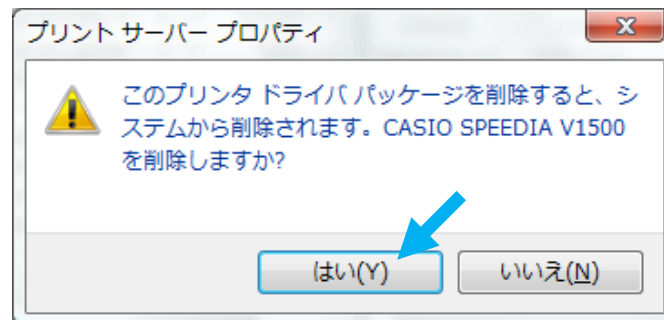 プリント サーバー プロパティ
このプリンタ ドライバ パッケージを削除すると、シ
ステムから削除されます。CASIO SPEEDIA V1500
を削除しますか?
はい(Y)
いいえ(N)